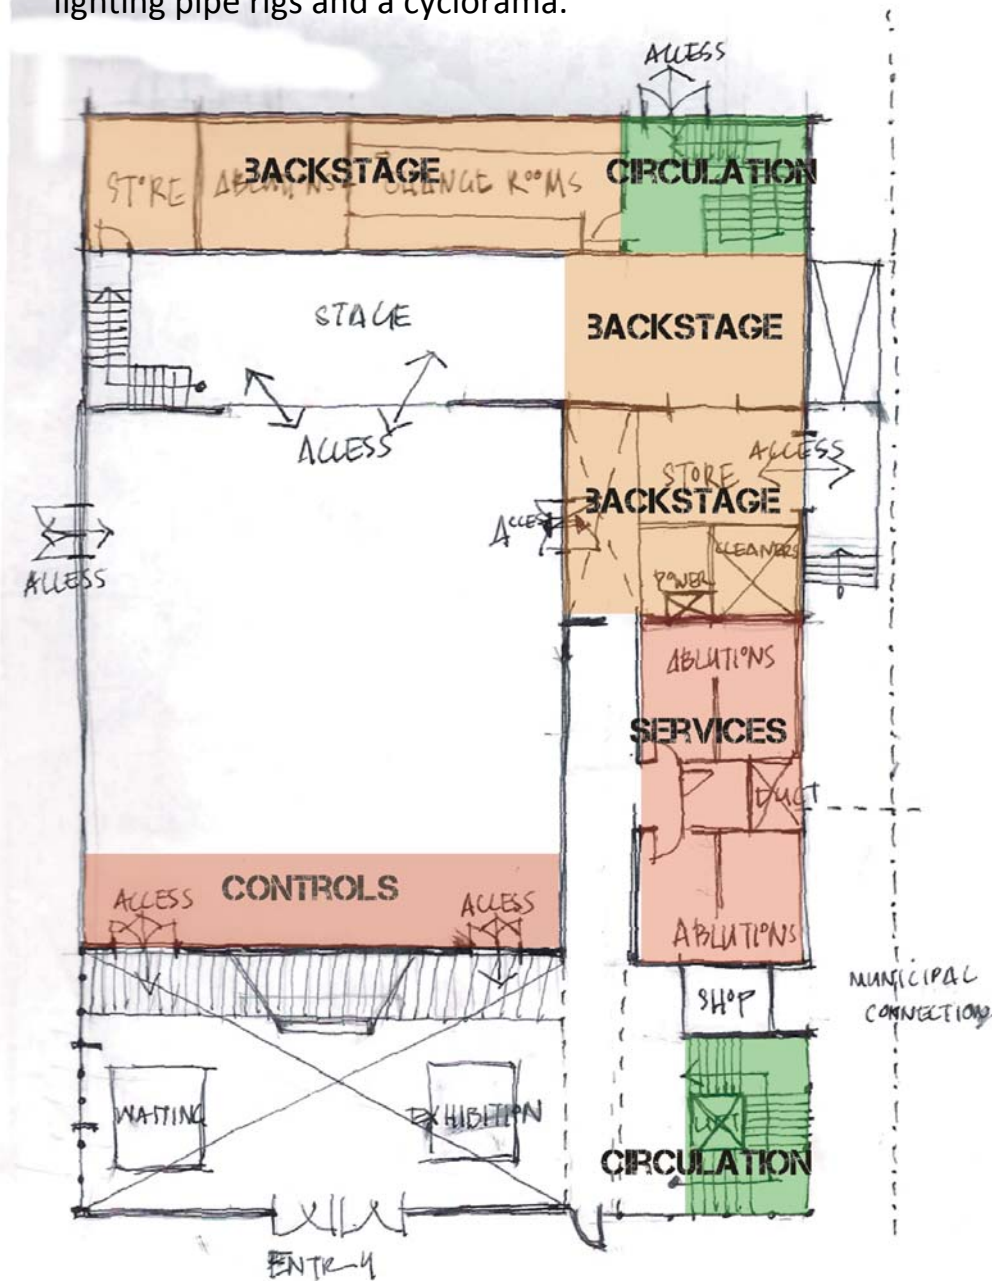 lighting pipe rigs and a cyclorama.
ACCESS
BACKSTAGE
CIRCULATION
STORE
ABLUTIONS
CHANGE ROOMS
STAGE
BACKSTAGE
ACCESS
STORE
ACCESS
BACKSTAGE
ACCESS
ACCESS
CLEANERS
POWER
ABLUTIONS
SERVICES
DUCT
CONTROLS
ACCESS
ACCESS
ABLUTIONS
SHOP
MUNICIPAL
CONNECTION
WAITING
EXHIBITION
CIRCULATION
ENTRY